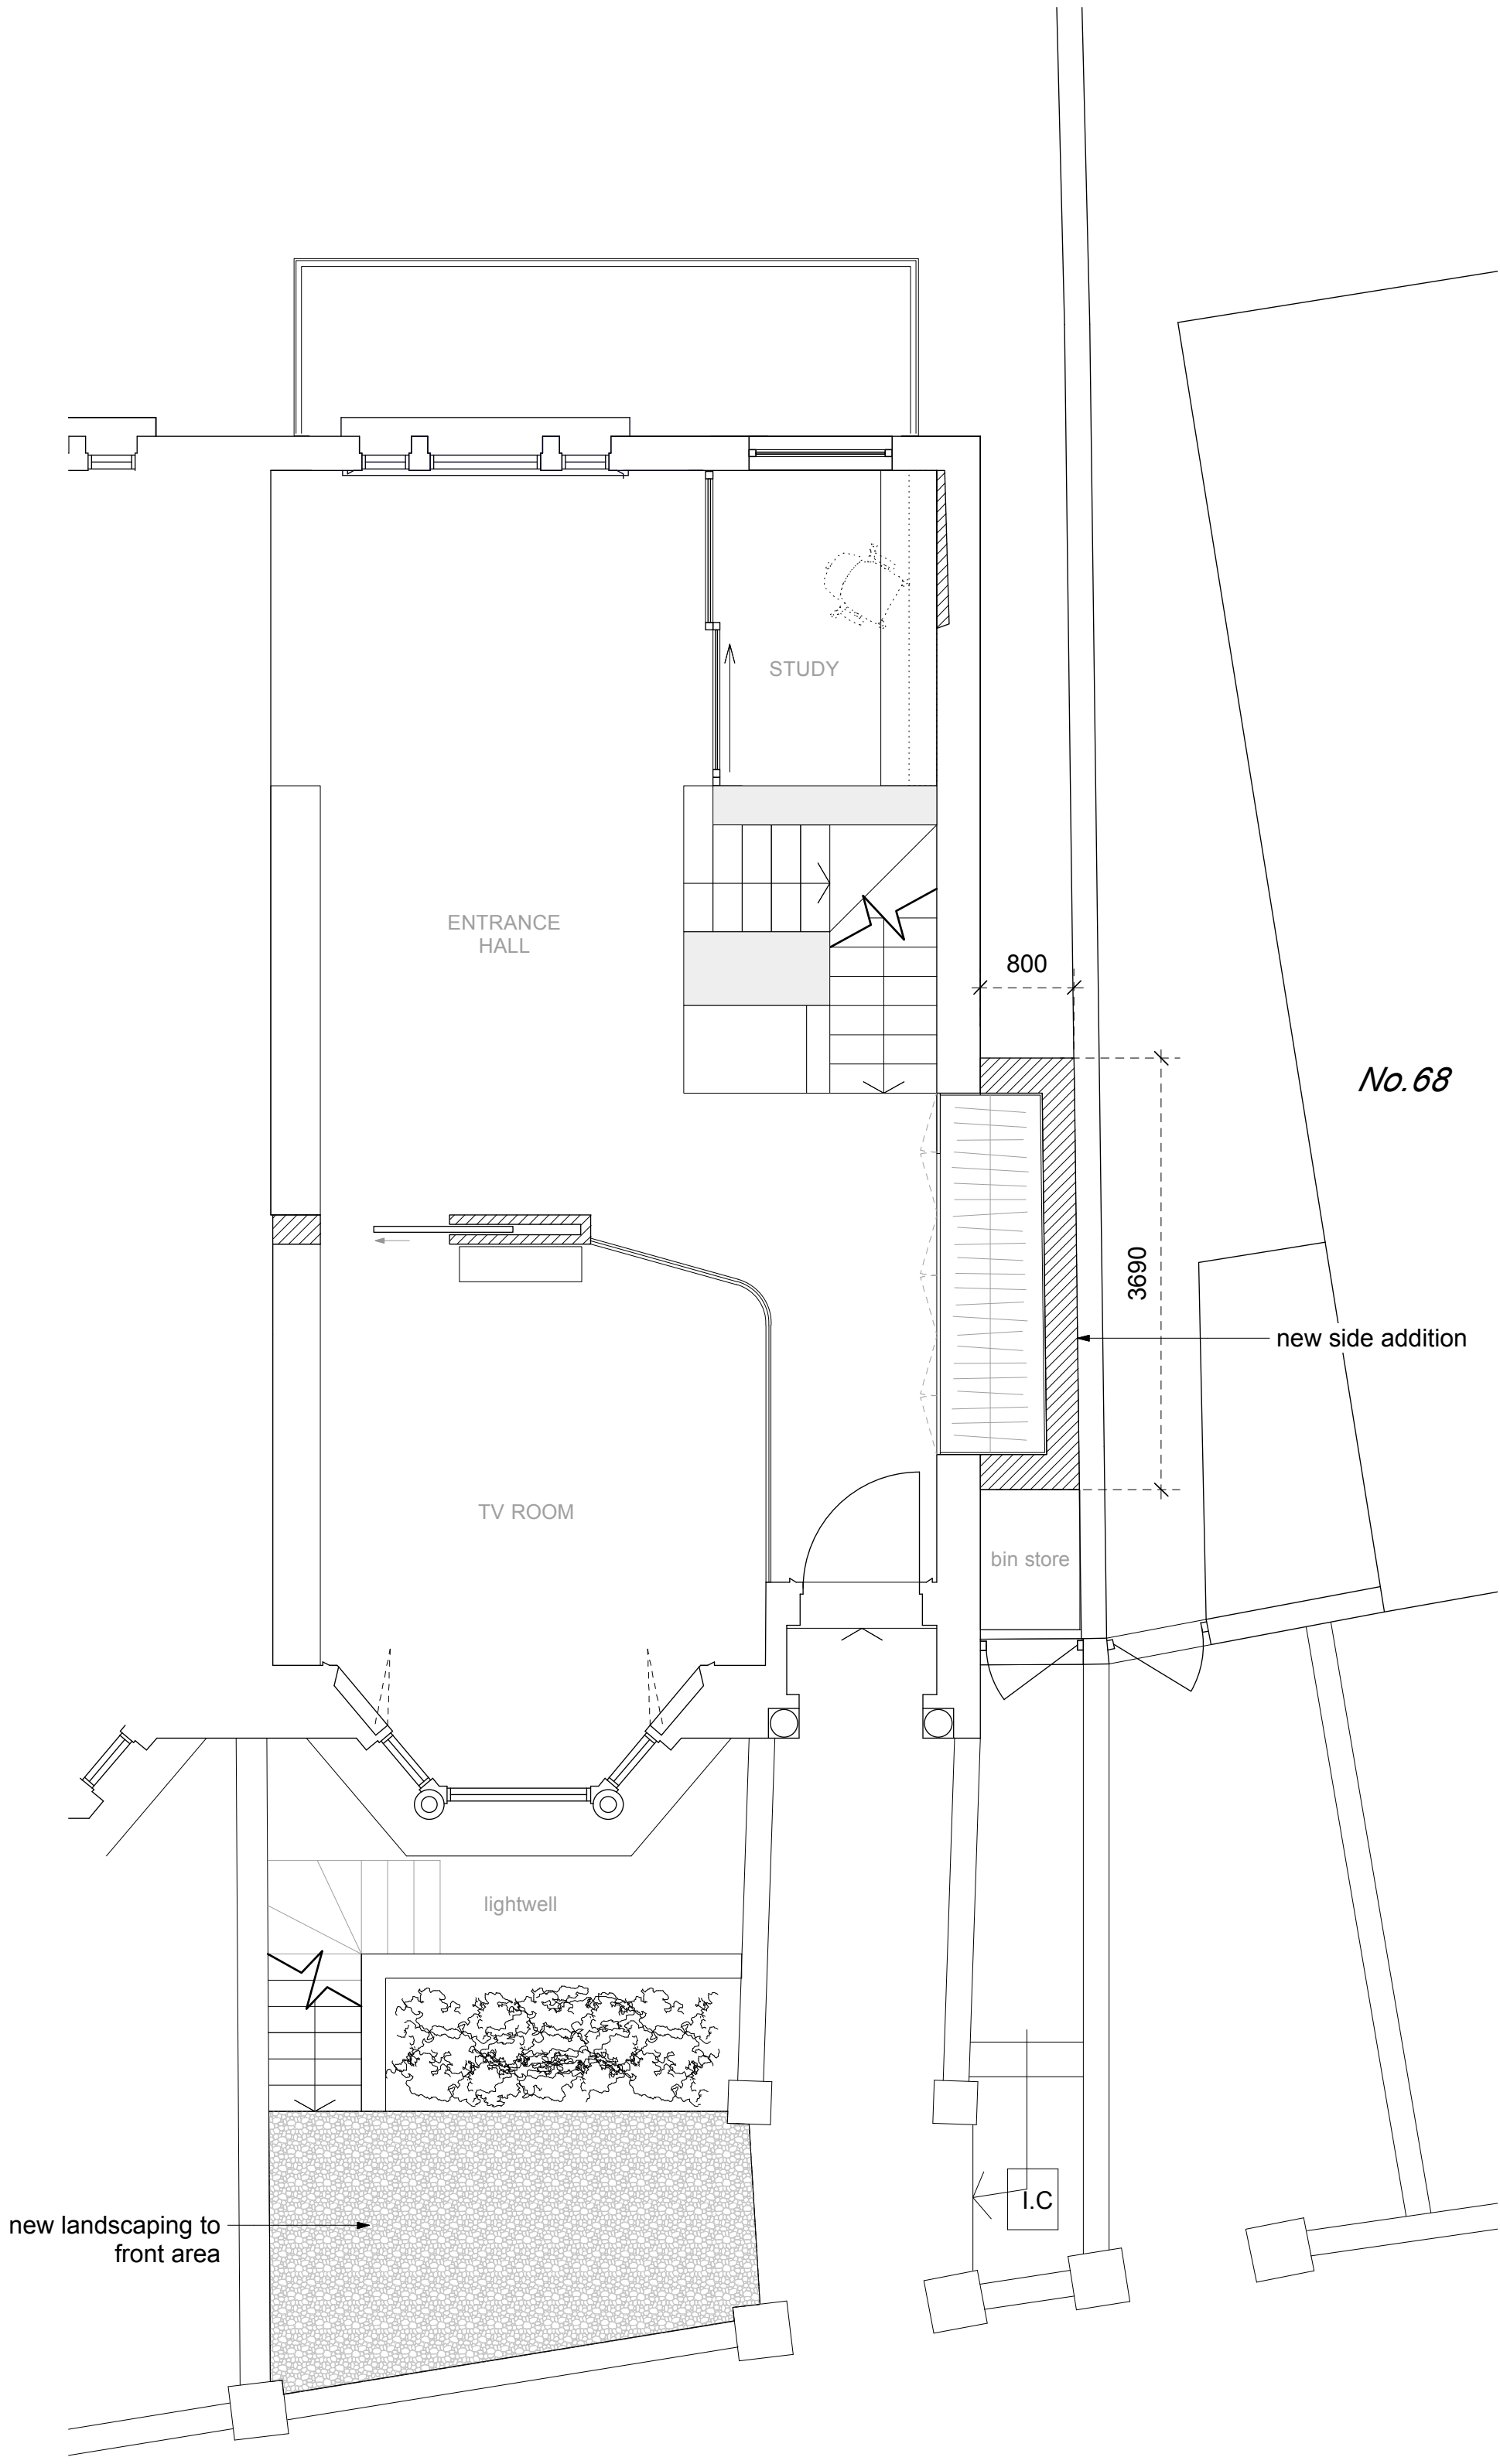 STUDY
ENTRANCE
HALL
800
No.68
3690
new side addition
TV ROOM
bin store
lightwell
I.C
new landscaping to
front area